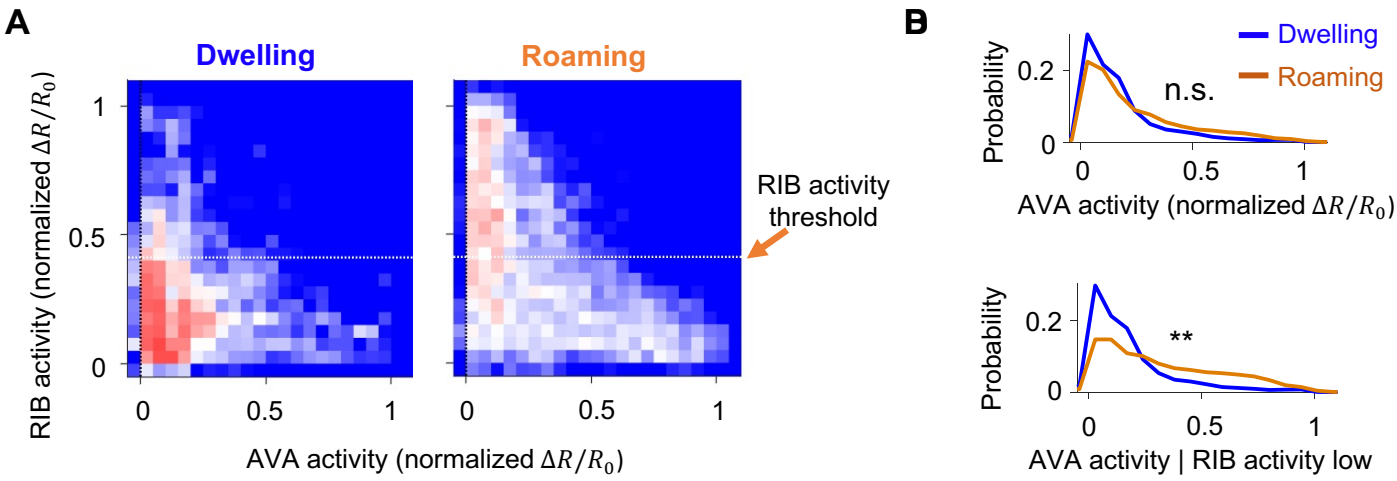 A
Dwelling
Roaming
RIB activity (normalized ΔR/R₀)
1
0.5
0
0
0.5
1
0
0.5
1
AVA activity (normalized ΔR/R₀)
RIB activity
threshold
B
Dwelling
Roaming
Probability
0.2
0
n.s.
0
0.5
1
AVA activity (normalized ΔR/R₀)
Probability
0.2
0
**
0
0.5
1
AVA activity | RIB activity low